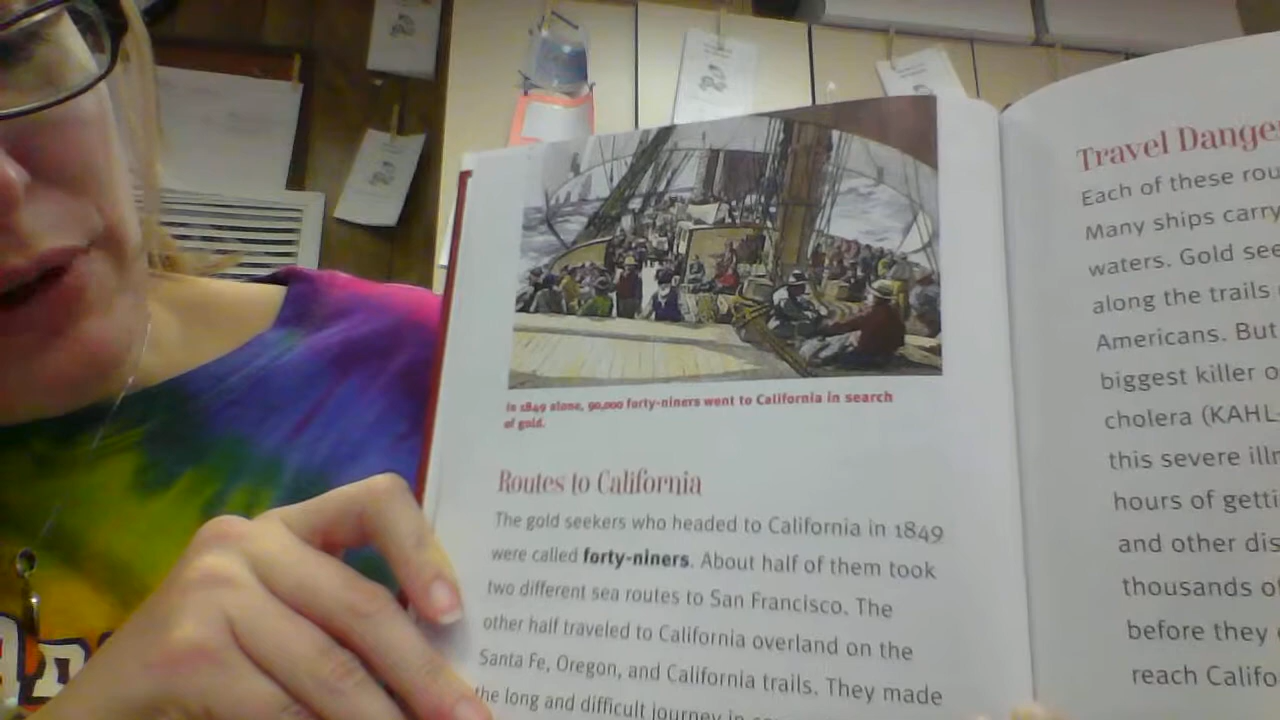 In 1849 alone, 90,000 forty-niners went to California in search
of gold.
Routes to California
The gold seekers who headed to California in 1849
were called forty-niners. About half of them took
two different sea routes to San Francisco. The
other half traveled to California overland on the
Santa Fe, Oregon, and California trails. They made
the long and difficult journey in
Travel Dange
Each of these rou
Many ships carry
waters. Gold see
along the trails
Americans. But
biggest killer o
cholera (KAHL-
this severe illn
hours of getti
and other dis
thousands o
before they
reach Califo